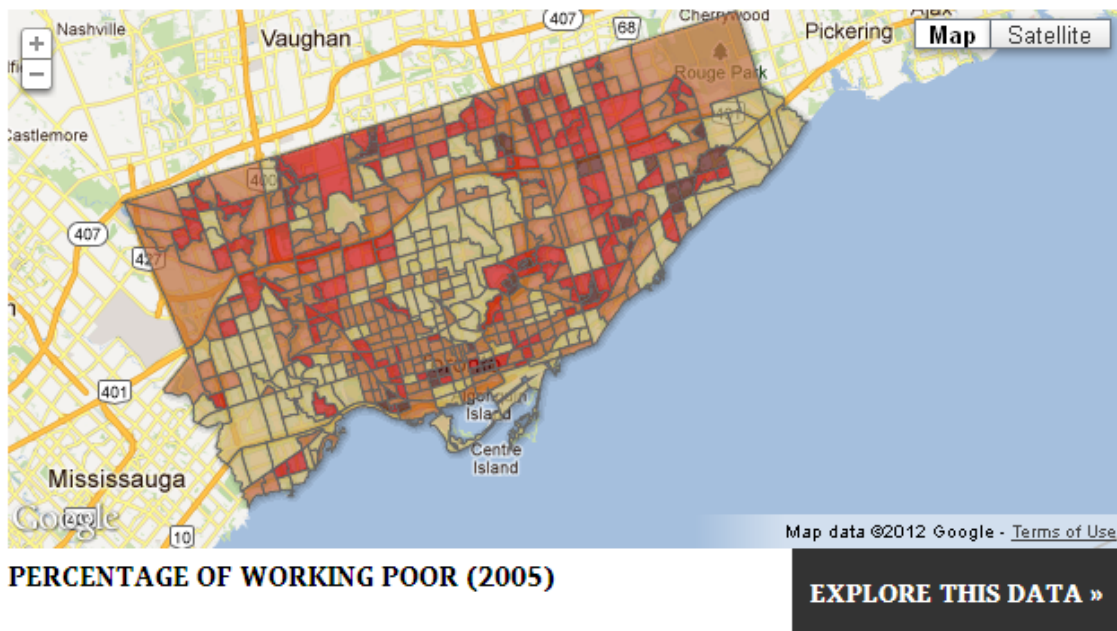 407
68
Cherrywood
Nashville
Vaughan
Pickering
Ajax
Map
Satellite
+
−
Rouge Park
401
Castlemore
400
407
427
401
Toronto
Algonquin
Island
Centre
Island
Mississauga
Google
10
Map data ©2012 Google - Terms of Use
PERCENTAGE OF WORKING POOR (2005)
EXPLORE THIS DATA »